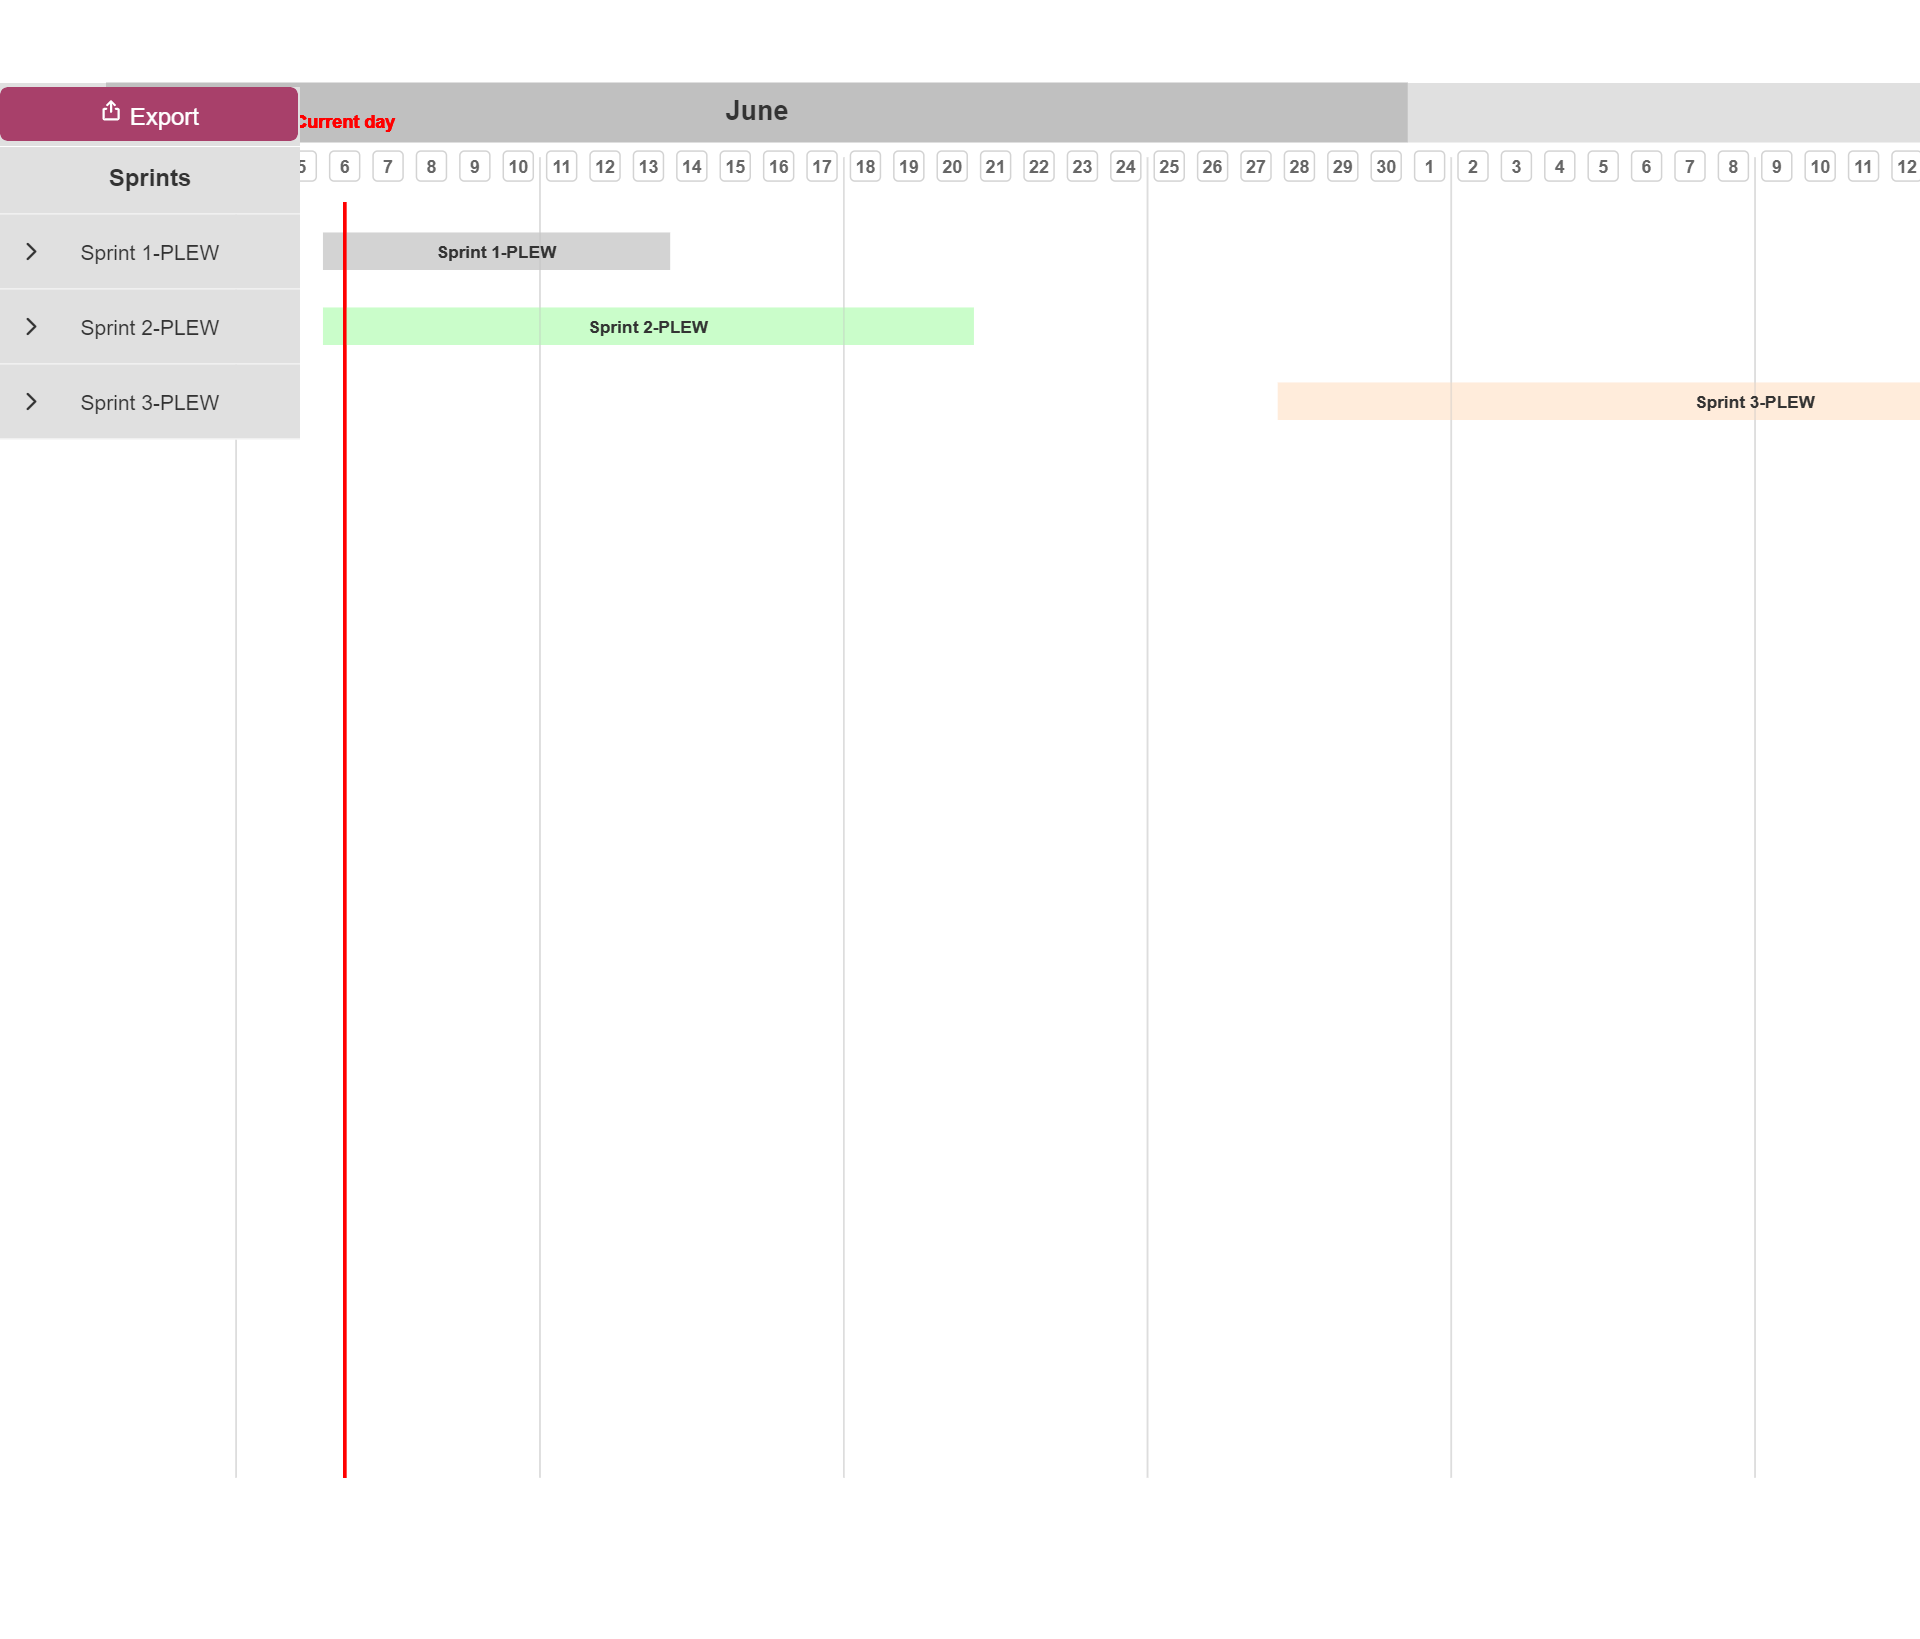 Export
June
Current day
Sprints
5 6 7 8 9 10 11 12 13 14 15 16 17 18 19 20 21 22 23 24 25 26 27 28 29 30 1 2 3 4 5 6 7 8 9 10 11 12
Sprint 1-PLEW
Sprint 1-PLEW
Sprint 2-PLEW
Sprint 2-PLEW
Sprint 3-PLEW
Sprint 3-PLEW